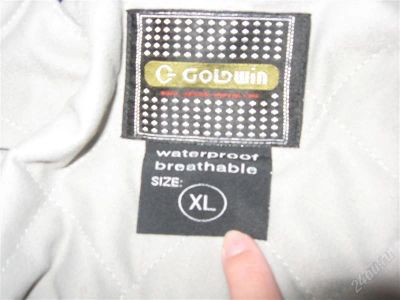 GOLDWIN
waterproof
breathable
SIZE:
XL